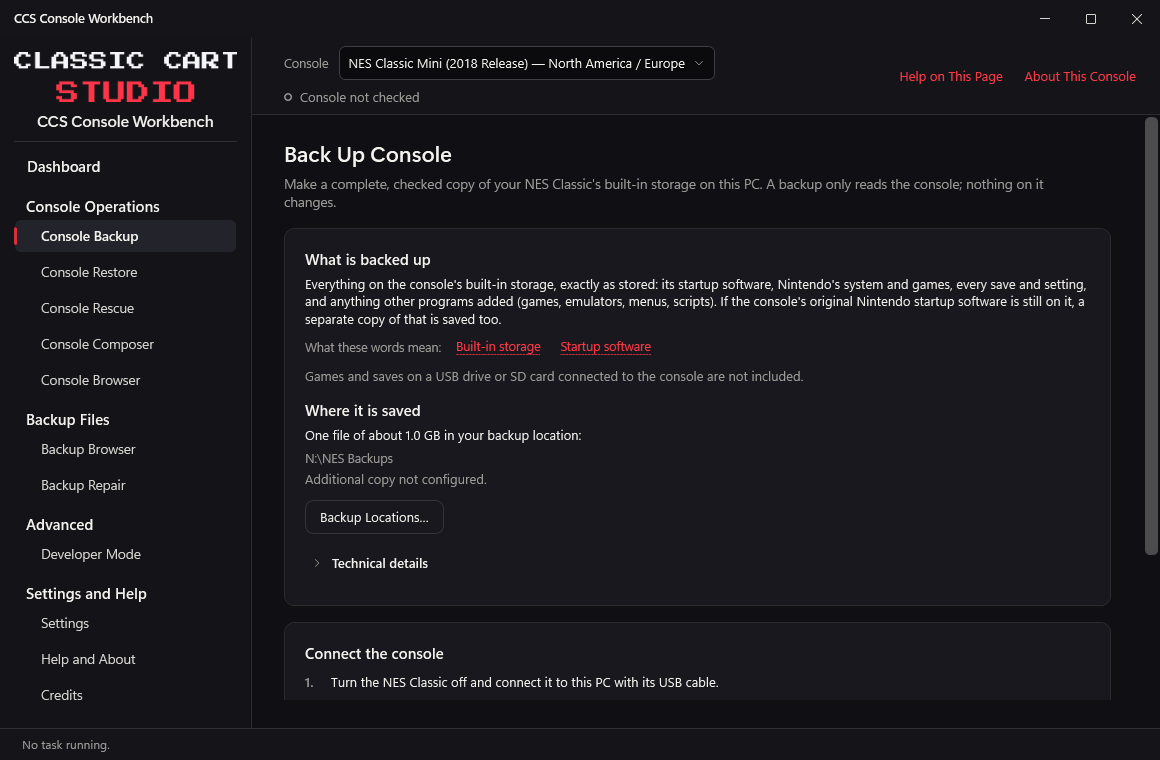 CCS Console Workbench
CLASSIC CART
STUDIO
CCS Console Workbench
Dashboard
Console Operations
Console Backup
Console Restore
Console Rescue
Console Composer
Console Browser
Backup Files
Backup Browser
Backup Repair
Advanced
Developer Mode
Settings and Help
Settings
Help and About
Credits
Console
NES Classic Mini (2018 Release) — North America / Europe
Console not checked
Help on This Page
About This Console
Back Up Console
Make a complete, checked copy of your NES Classic's built-in storage on this PC. A backup only reads the console; nothing on it
changes.
What is backed up
Everything on the console's built-in storage, exactly as stored: its startup software, Nintendo's system and games, every save and setting,
and anything other programs added (games, emulators, menus, scripts). If the console's original Nintendo startup software is still on it, a
separate copy of that is saved too.
What these words mean: Built-in storage Startup software
Games and saves on a USB drive or SD card connected to the console are not included.
Where it is saved
One file of about 1.0 GB in your backup location:
N:\NES Backups
Additional copy not configured.
Backup Locations...
Technical details
Connect the console
1. Turn the NES Classic off and connect it to this PC with its USB cable.
No task running.